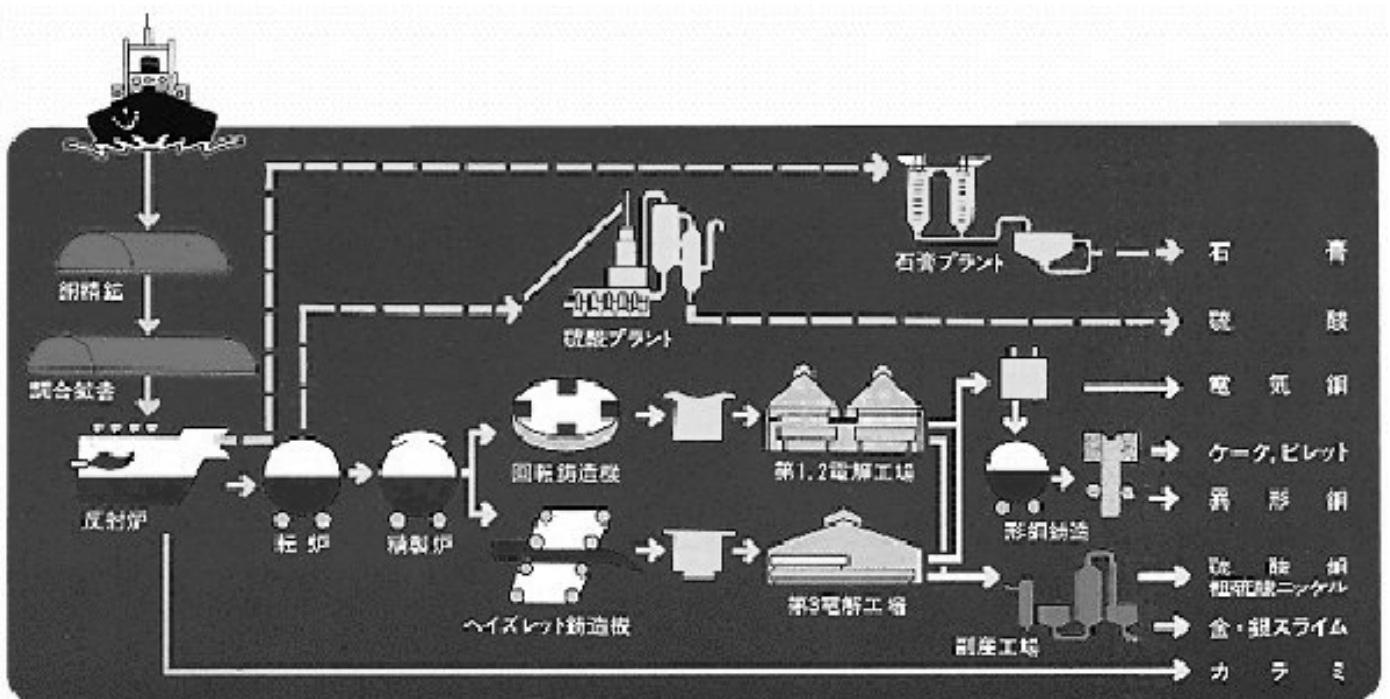 銅精鉱
調合鉱舎
反射炉
転炉
精製炉
回転鋳造機
ヘイズレット鋳造機
硫酸プラント
石膏プラント
第1.2電解工場
第3電解工場
形銅鋳造
副産工場
石膏
硫酸
電気銅
ケーク,ビレット
異形銅
硫酸銅
粗硫酸ニッケル
金・銀スライム
カラミ